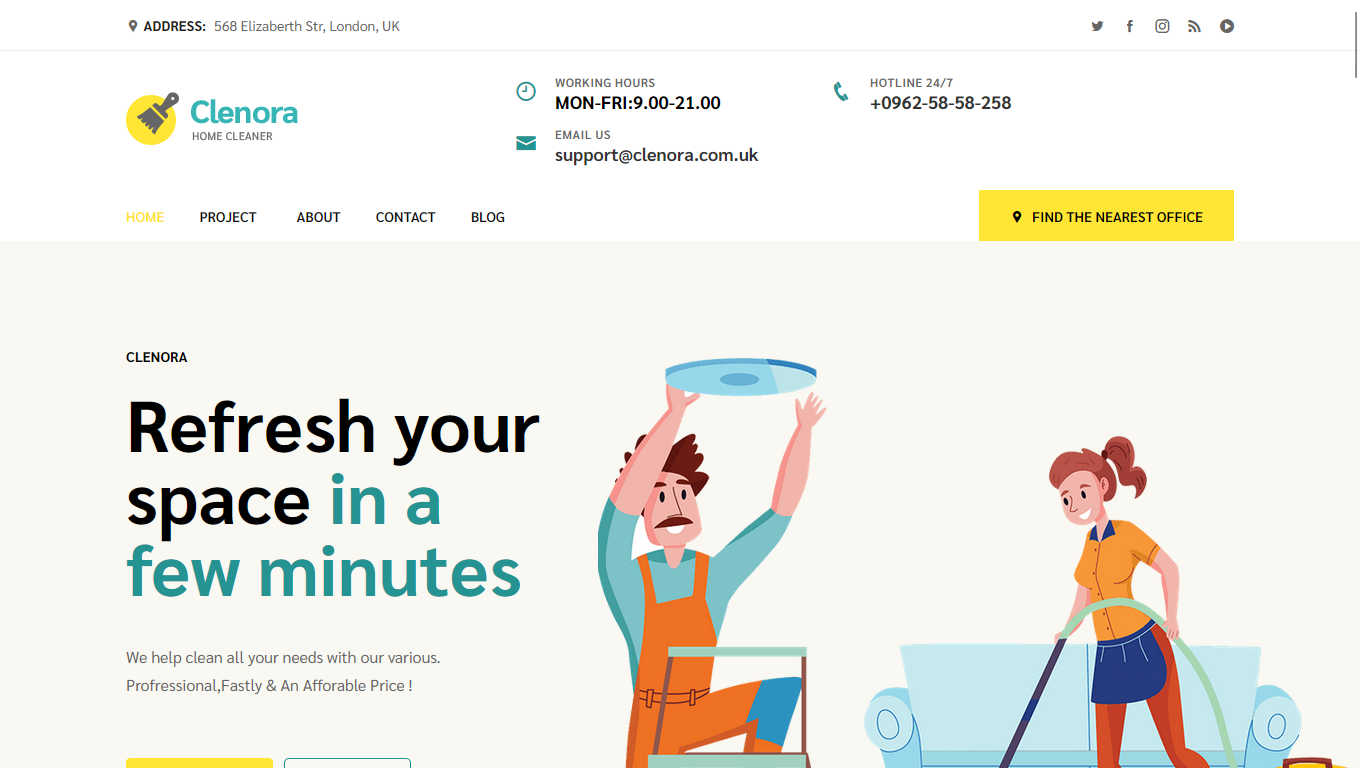 ADDRESS: 568 Elizaberth Str, London, UK
Clenora
HOME CLEANER
WORKING HOURS
MON-FRI:9.00-21.00
HOTLINE 24/7
+0962-58-58-258
EMAIL US
support@clenora.com.uk
HOME PROJECT ABOUT CONTACT BLOG
FIND THE NEAREST OFFICE
CLENORA
Refresh your
space in a
few minutes
We help clean all your needs with our various.
Profressional,Fastly & An Afforable Price !